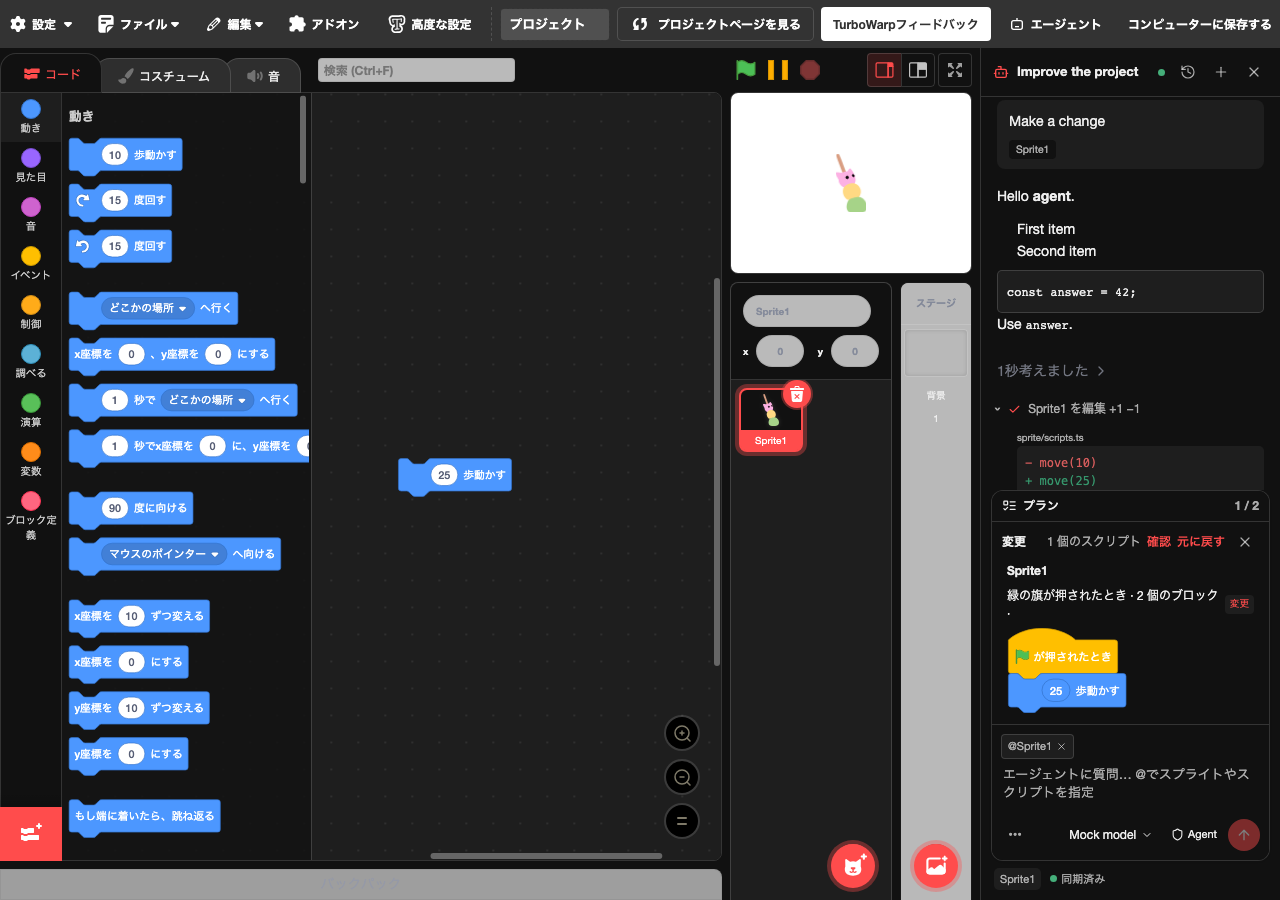 設定
ファイル
編集
アドオン
高度な設定
プロジェクト
プロジェクトページを見る
TurboWarpフィードバック
エージェント
コンピューターに保存する
コード
コスチューム
音
検索 (Ctrl+F)
Improve the project
動き
見た目
音
イベント
制御
調べる
演算
変数
ブロック定義
動き
10 歩動かす
15 度回す
15 度回す
どこかの場所 へ行く
x座標を 0 、y座標を 0 にする
1 秒で どこかの場所 へ行く
1 秒でx座標を 0 に、y座標を
90 度に向ける
マウスのポインター へ向ける
x座標を 10 ずつ変える
x座標を 0 にする
y座標を 10 ずつ変える
y座標を 0 にする
もし端に着いたら、跳ね返る
25 歩動かす
バックパック
Sprite1
x 0 y 0
Sprite1
ステージ
背景
1
Make a change
Sprite1
Hello agent.
First item
Second item
const answer = 42;
Use answer.
1秒考えました
Sprite1 を編集 +1 −1
sprite/scripts.ts
− move(10)
+ move(25)
プラン 1 / 2
変更 1 個のスクリプト 確認 元に戻す
Sprite1
緑の旗が押されたとき · 2 個のブロック
·
変更
が押されたとき
25 歩動かす
@Sprite1
エージェントに質問... @でスプライトやス
クリプトを指定
Mock model
Agent
Sprite1
同期済み